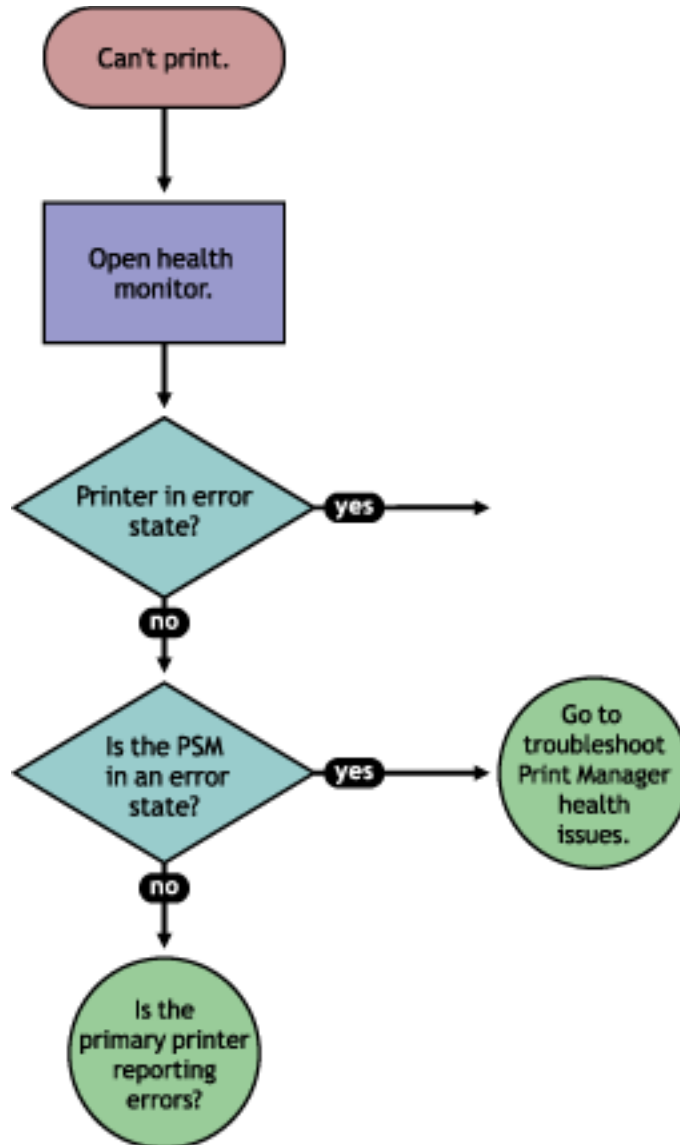 Can't print.
Open health
monitor.
Printer in error
state?
yes
no
Is the PSM
in an error
state?
yes
Go to
troubleshoot
Print Manager
health
issues.
no
Is the
primary printer
reporting
errors?